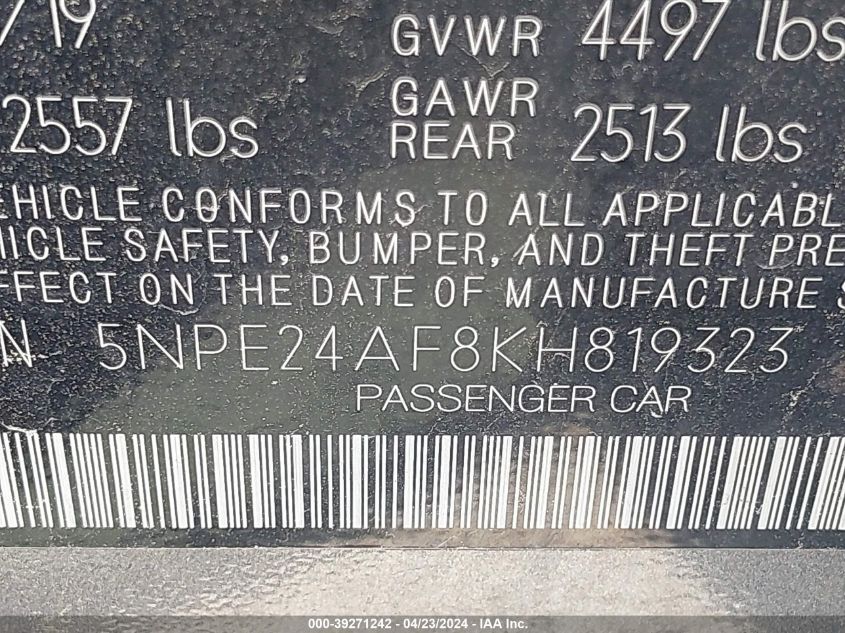 /19 GVWR 4497 lbs
2557 lbs GAWR REAR 2513 lbs
EHICLE CONFORMS TO ALL APPLICABL
HICLE SAFETY, BUMPER, AND THEFT PRE
FFECT ON THE DATE OF MANUFACTURE S
N 5NPE24AF8KH819323
PASSENGER CAR
000-39271242 - 04/23/2024 - IAA Inc.